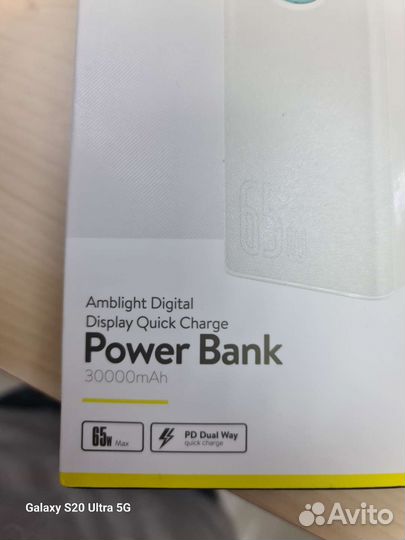 65W
Amblight Digital
Display Quick Charge
Power Bank
30000mAh
65W Max
PD Dual Way
quick charge
Galaxy S20 Ultra 5G
Avito